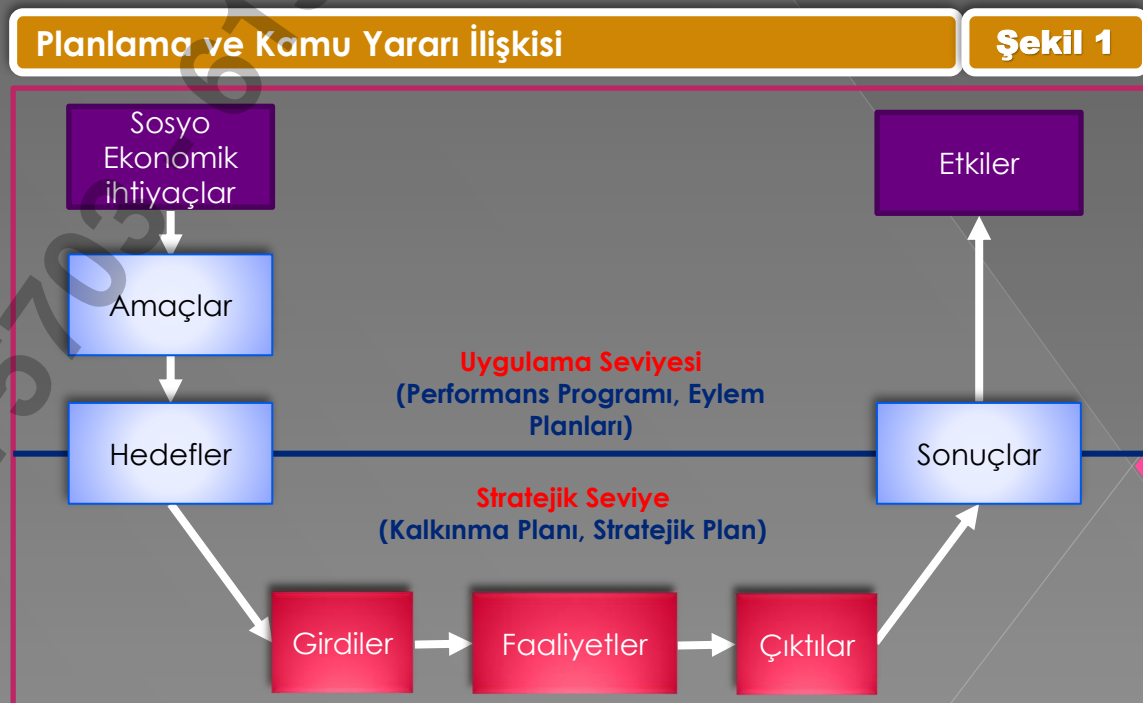 Planlama ve Kamu Yararı İlişkisi
Şekil 1
Sosyo
Ekonomik
ihtiyaçlar
Etkiler
Amaçlar
Uygulama Seviyesi
(Performans Programı, Eylem
Planları)
Hedefler
Sonuçlar
Stratejik Seviye
(Kalkınma Planı, Stratejik Plan)
Girdiler
Faaliyetler
Çıktılar